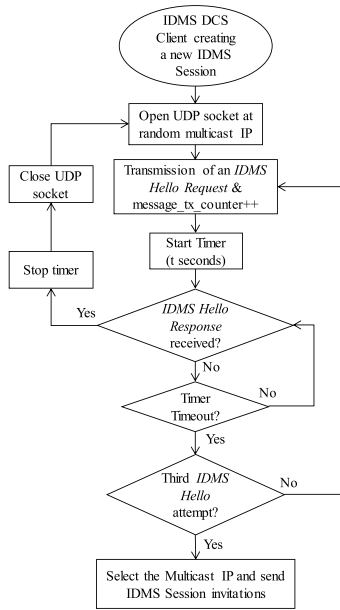 IDMS DCS
Client creating
a new IDMS
Session
Open UDP socket at
random multicast IP
Close UDP
socket
Transmission of an IDMS
Hello Request &
message_tx_counter++
Start Timer
(t seconds)
Stop timer
Yes
IDMS Hello
Response
received?
No
Timer
Timeout?
No
Yes
Third IDMS
Hello
attempt?
No
Yes
Select the Multicast IP and send
IDMS Session invitations